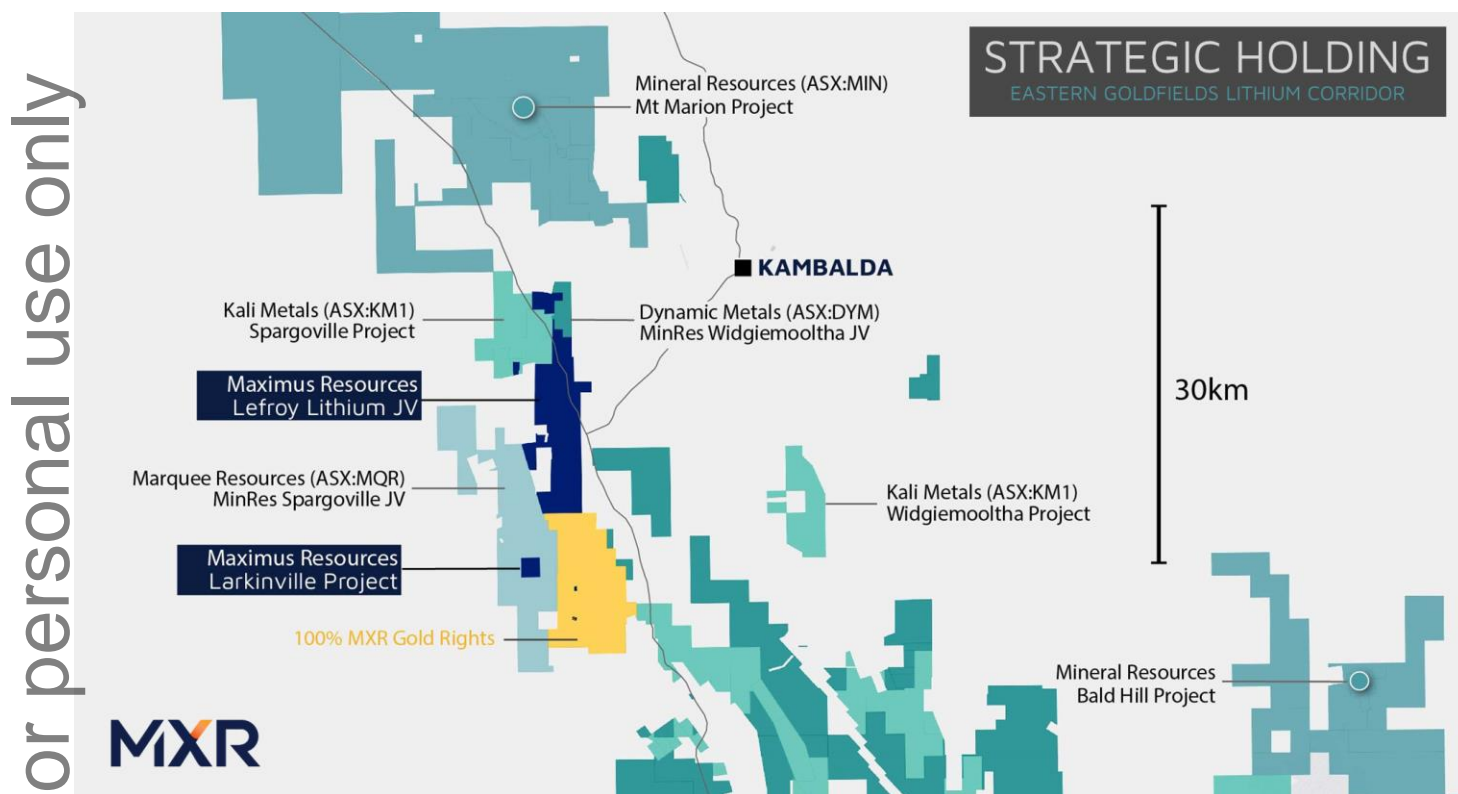 or personal use only
STRATEGIC HOLDING
EASTERN GOLDFIELDS LITHIUM CORRIDOR
Mineral Resources (ASX:MIN)
Mt Marion Project
KAMBALDA
Kali Metals (ASX:KM1)
Spargoville Project
Dynamic Metals (ASX:DYM)
MinRes Widgiemooltha JV
Maximus Resources
Lefroy Lithium JV
30km
Marquee Resources (ASX:MQR)
MinRes Spargoville JV
Kali Metals (ASX:KM1)
Widgiemooltha Project
Maximus Resources
Larkinville Project
100% MXR Gold Rights
Mineral Resources
Bald Hill Project
MXR